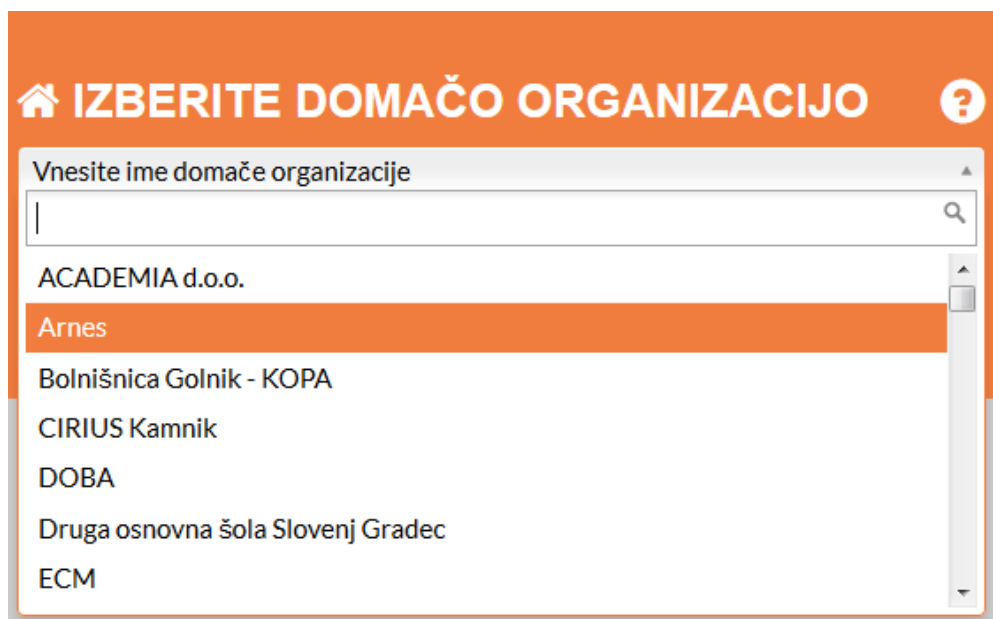 IZBERITE DOMAČO ORGANIZACIJO
Vnesite ime domače organizacije
ACADEMIA d.o.o.
Arnes
Bolnišnica Golnik - KOPA
CIRIUS Kamnik
DOBA
Druga osnovna šola Slovenj Gradec
ECM